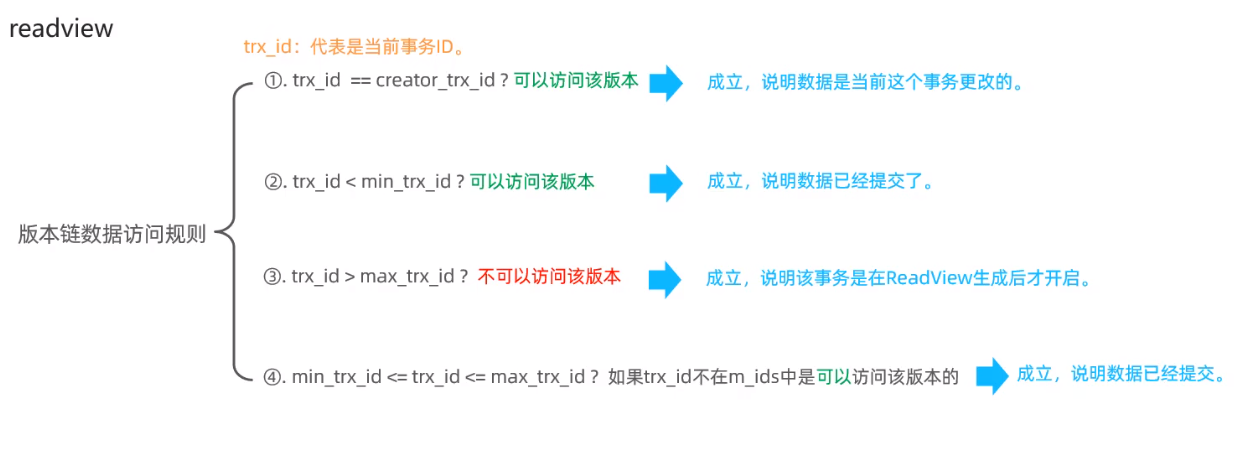 readview
trx_id：代表是当前事务ID。
①. trx_id == creator_trx_id ? 可以访问该版本 成立，说明数据是当前这个事务更改的。
②. trx_id < min_trx_id ? 可以访问该版本 成立，说明数据已经提交了。
版本链数据访问规则
③. trx_id > max_trx_id ? 不可以访问该版本 成立，说明该事务是在ReadView生成后才开启。
④. min_trx_id <= trx_id <= max_trx_id ? 如果trx_id不在m_ids中是可以访问该版本的 成立，说明数据已经提交。